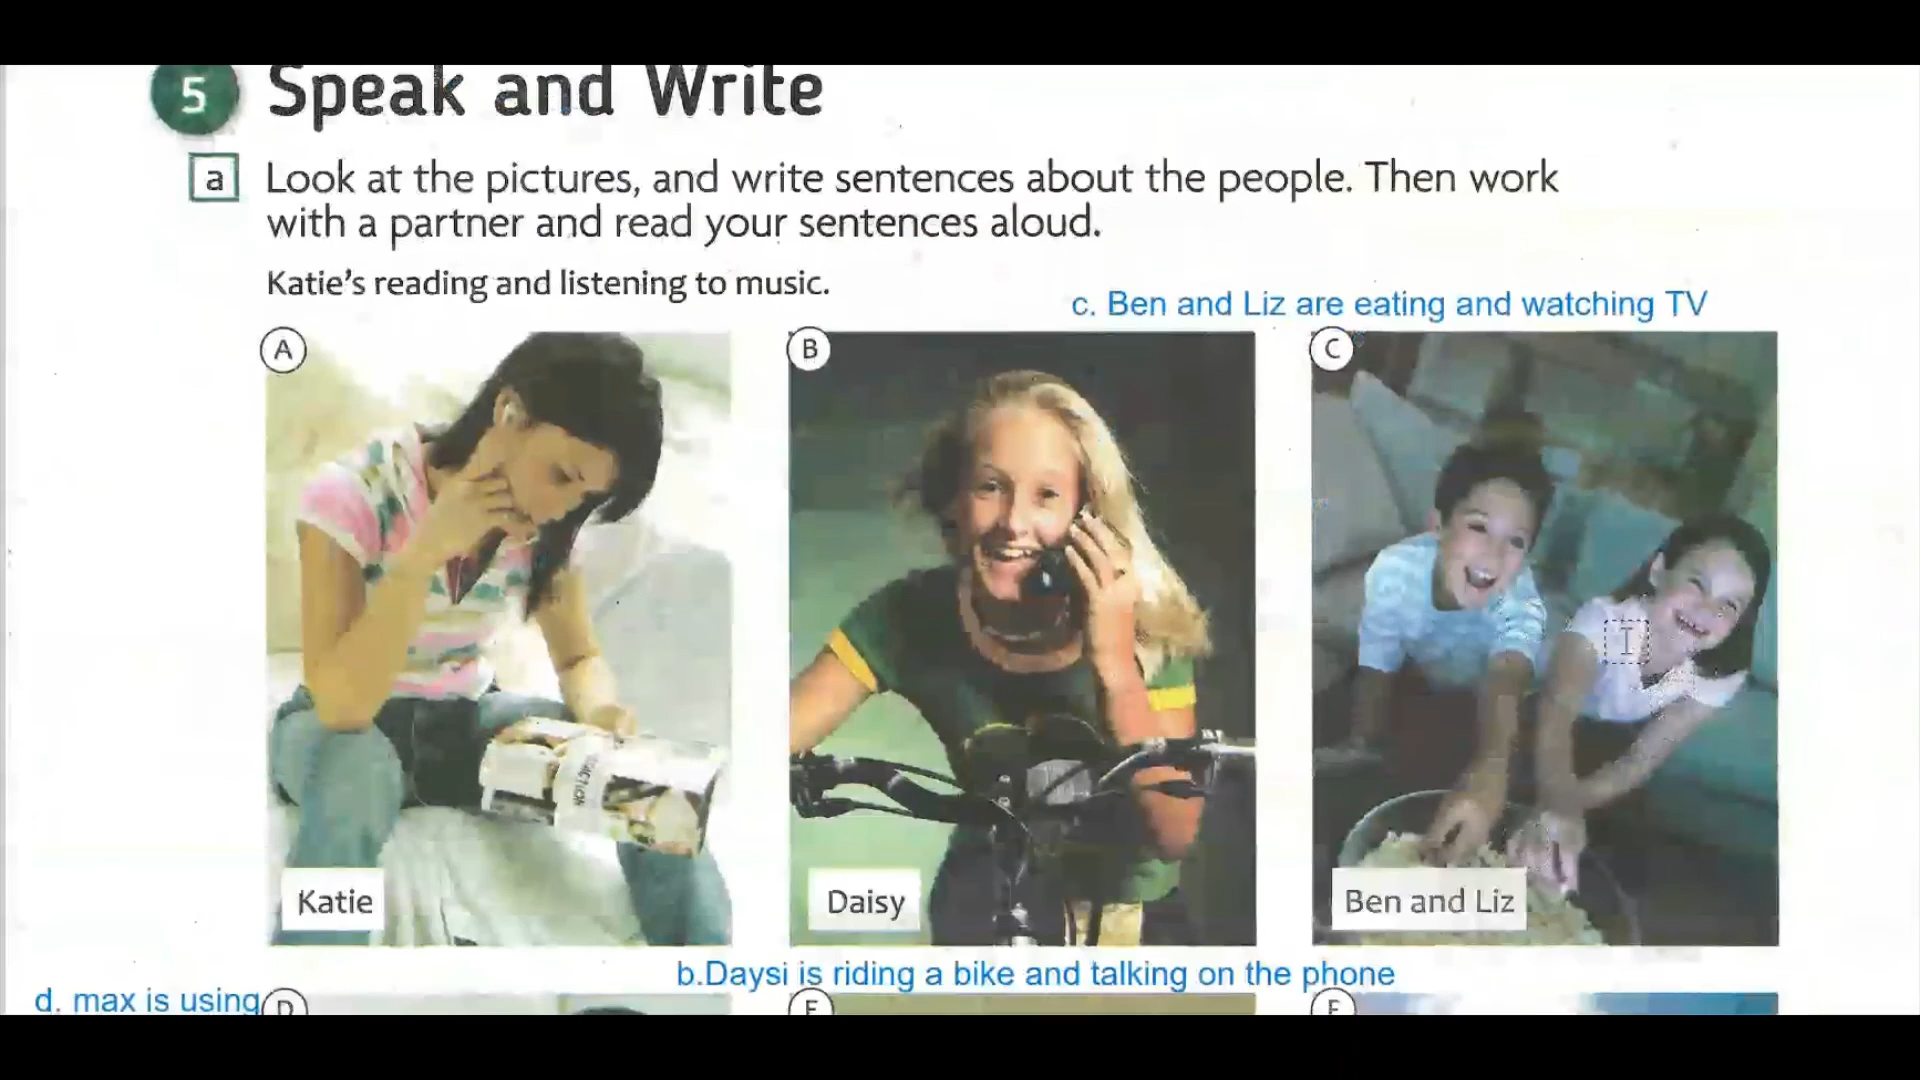 5 Speak and Write
a Look at the pictures, and write sentences about the people. Then work
with a partner and read your sentences aloud.
Katie's reading and listening to music.
c. Ben and Liz are eating and watching TV
A
B
C
Katie
Daisy
Ben and Liz
b.Daysi is riding a bike and talking on the phone
d. max is using
D
E
F